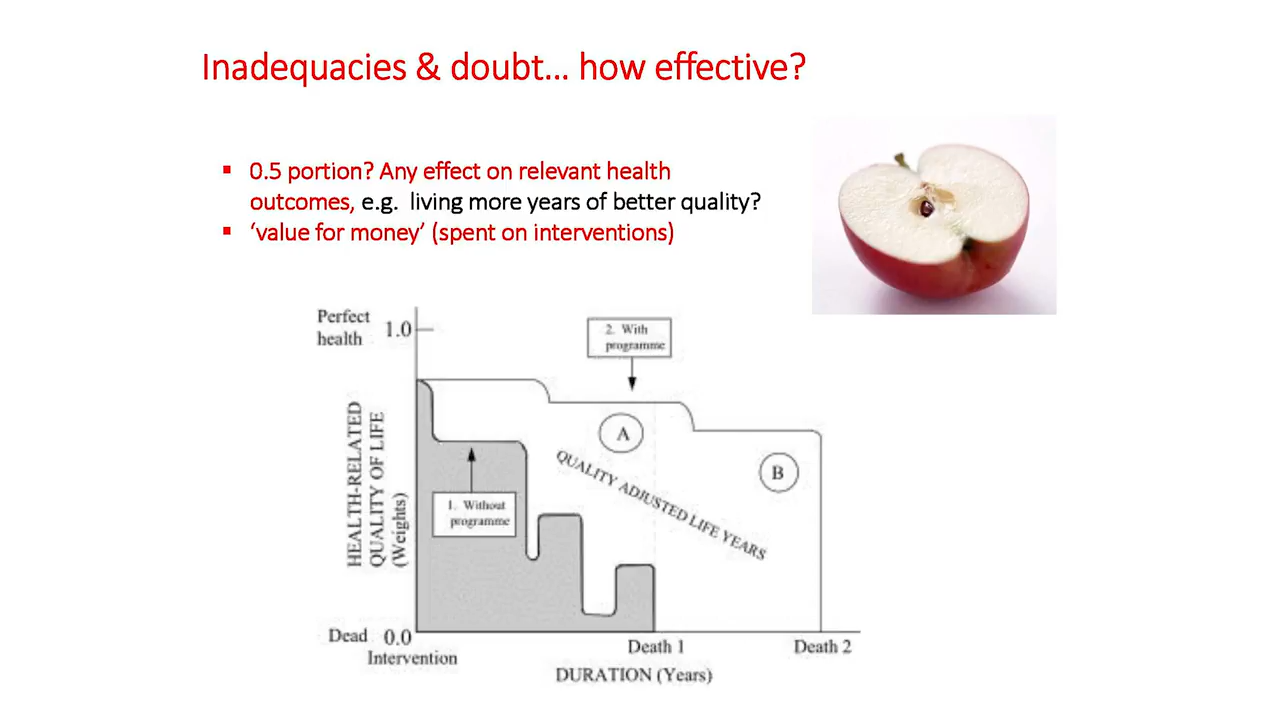 Inadequacies & doubt... how effective?
▪ 0.5 portion? Any effect on relevant health
outcomes, e.g. living more years of better quality?
▪ ‘value for money’ (spent on interventions)
Perfect
health
1.0
2. With
programme
A
B
QUALITY ADJUSTED LIFE YEARS
HEALTH-RELATED
QUALITY OF LIFE
(Weights)
1. Without
programme
Dead
0.0
Intervention
Death 1
Death 2
DURATION (Years)